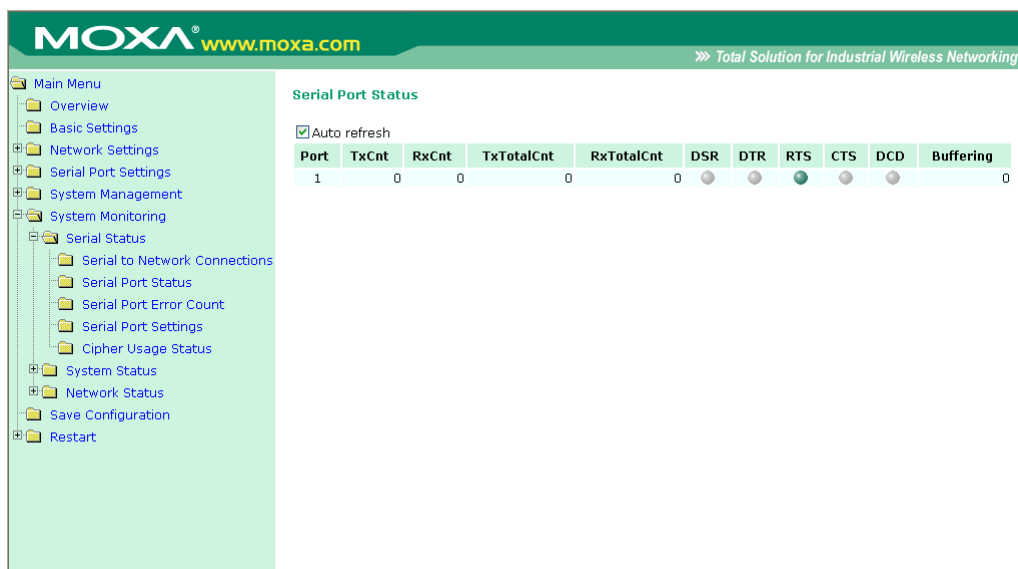 MOXA® www.moxa.com
Total Solution for Industrial Wireless Networking
Main Menu
Overview
Basic Settings
Network Settings
Serial Port Settings
System Management
System Monitoring
Serial Status
Serial to Network Connections
Serial Port Status
Serial Port Error Count
Serial Port Settings
Cipher Usage Status
System Status
Network Status
Save Configuration
Restart
Serial Port Status
Auto refresh
Port TxCnt RxCnt TxTotalCnt RxTotalCnt DSR DTR RTS CTS DCD Buffering
1 0 0 0 0 0